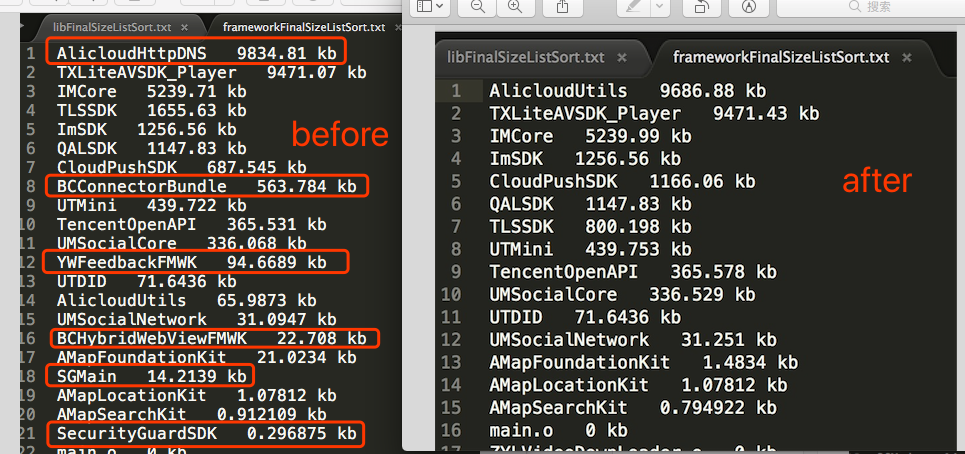 搜索
libFinalSizeListSort.txt × frameworkFinalSizeListSort.txt ×
1 AlicloudHttpDNS 9834.81 kb
2 TXLiteAVSDK_Player 9471.07 kb
3 IMCore 5239.71 kb
4 TLSSDK 1655.63 kb
5 ImSDK 1256.56 kb
6 QALSDK 1147.83 kb
7 CloudPushSDK 687.545 kb
8 BCConnectorBundle 563.784 kb
9 UTMini 439.722 kb
10 TencentOpenAPI 365.531 kb
11 UMSocialCore 336.068 kb
12 YWFeedbackFMWK 94.6689 kb
13 UTDID 71.6436 kb
14 AlicloudUtils 65.9873 kb
15 UMSocialNetwork 31.0947 kb
16 BCHybridWebViewFMWK 22.708 kb
17 AMapFoundationKit 21.0234 kb
18 SGMain 14.2139 kb
19 AMapLocationKit 1.07812 kb
20 AMapSearchKit 0.912109 kb
21 SecurityGuardSDK 0.296875 kb
22 main.o 0 kb
before
libFinalSizeListSort.txt × frameworkFinalSizeListSort.txt ×
1 AlicloudUtils 9686.88 kb
2 TXLiteAVSDK_Player 9471.43 kb
3 IMCore 5239.99 kb
4 ImSDK 1256.56 kb
5 CloudPushSDK 1166.06 kb
6 QALSDK 1147.83 kb
7 TLSSDK 800.198 kb
8 UTMini 439.753 kb
9 TencentOpenAPI 365.578 kb
10 UMSocialCore 336.529 kb
11 UTDID 71.6436 kb
12 UMSocialNetwork 31.251 kb
13 AMapFoundationKit 1.4834 kb
14 AMapLocationKit 1.07812 kb
15 AMapSearchKit 0.794922 kb
16 main.o 0 kb
after